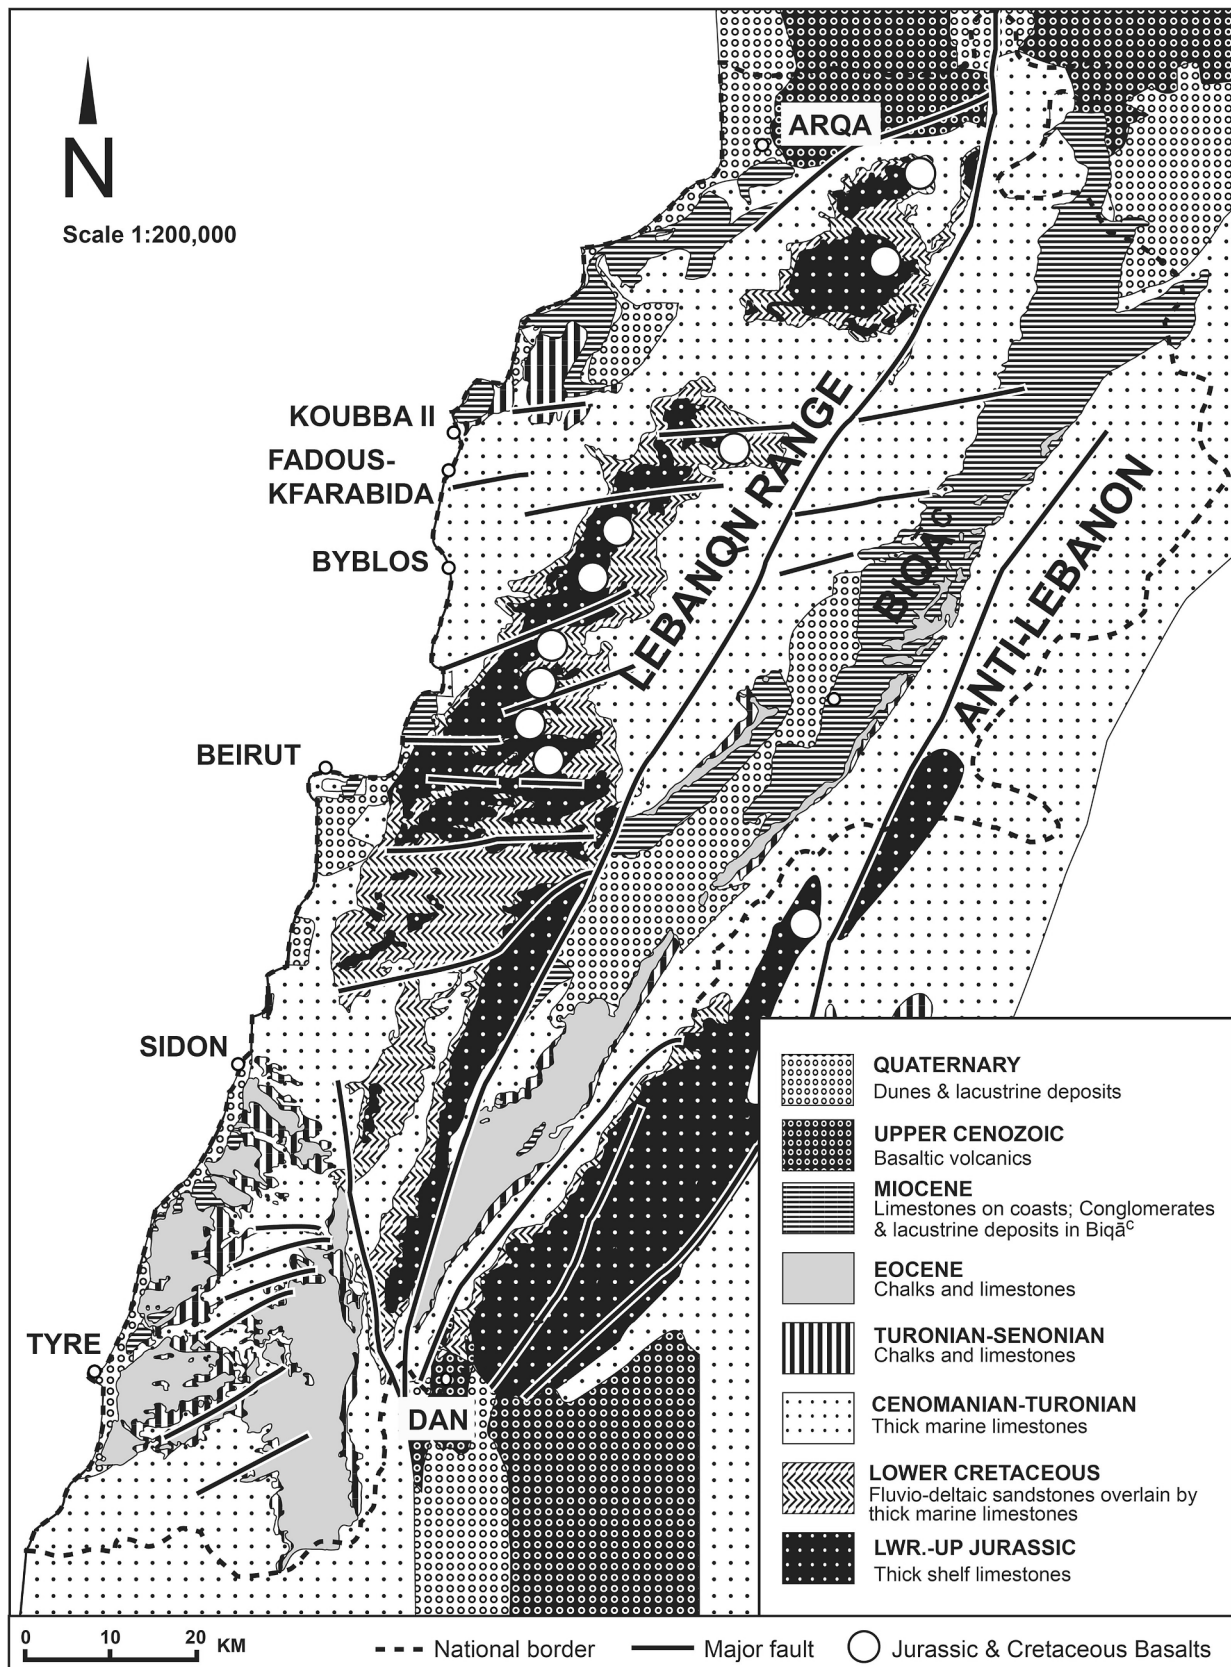 N
Scale 1:200,000
ARQA
KOUBBA II
FADOUS-
KFARABIDA
BYBLOS
LEBANON RANGE
BIQĀᶜ
ANTI-LEBANON
BEIRUT
SIDON
TYRE
DAN
QUATERNARY
Dunes & lacustrine deposits
UPPER CENOZOIC
Basaltic volcanics
MIOCENE
Limestones on coasts; Conglomerates
& lacustrine deposits in Biqāᶜ
EOCENE
Chalks and limestones
TURONIAN-SENONIAN
Chalks and limestones
CENOMANIAN-TURONIAN
Thick marine limestones
LOWER CRETACEOUS
Fluvio-deltaic sandstones overlain by
thick marine limestones
LWR.-UP JURASSIC
Thick shelf limestones
0 10 20 KM
National border
Major fault
Jurassic & Cretaceous Basalts